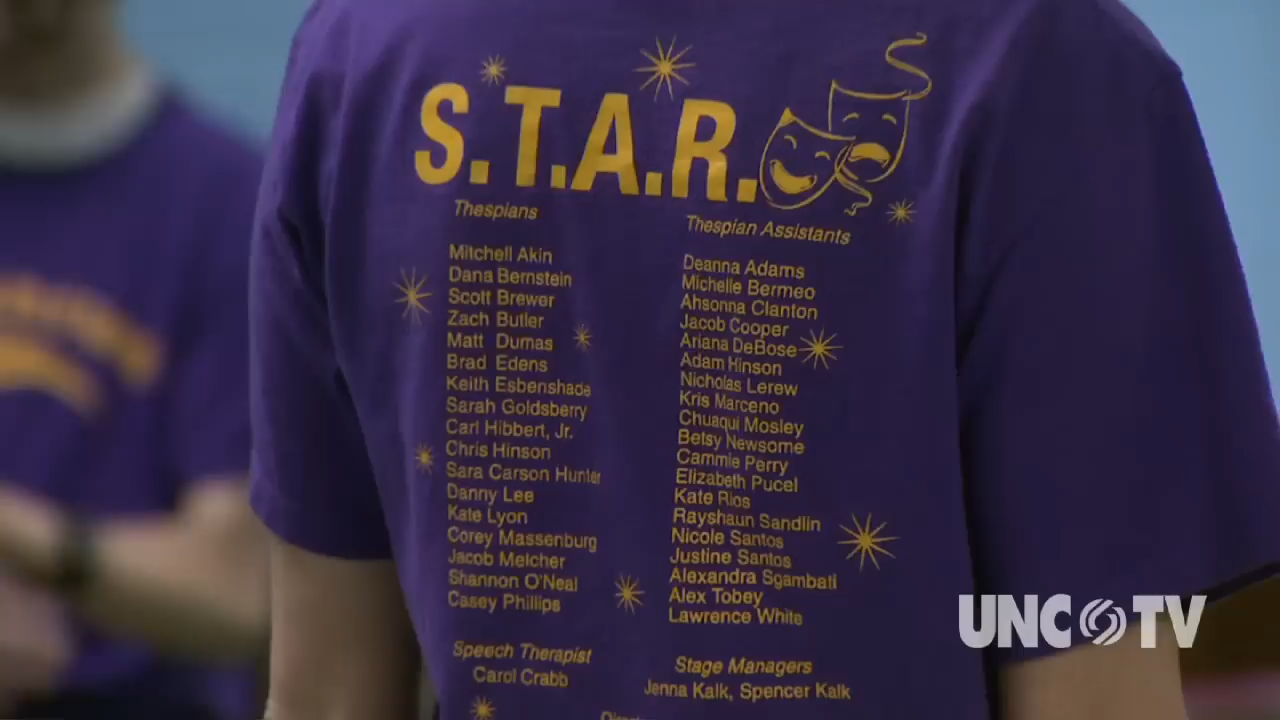 S.T.A.R.
Thespians
Mitchell Akin
Dana Bernstein
Scott Brewer
Zach Butler
Matt Dumas
Brad Edens
Keith Esbenshade
Sarah Goldsberry
Carl Hibbert, Jr.
Chris Hinson
Sara Carson Hunter
Danny Lee
Kate Lyon
Corey Massenburg
Jacob Melcher
Shannon O'Neal
Casey Phillips
Thespian Assistants
Deanna Adams
Michelle Bermeo
Ahsonna Clanton
Jacob Cooper
Ariana DeBose
Adam Hinson
Nicholas Lerew
Kris Marceno
Chuaqui Mosley
Betsy Newsome
Cammie Perry
Elizabeth Pucel
Kate Rios
Rayshaun Sandlin
Nicole Santos
Justine Santos
Alexandra Sgambati
Alex Tobey
Lawrence White
Speech Therapist
Carol Crabb
Stage Managers
Jenna Kalk, Spencer Kalk
UNC TV